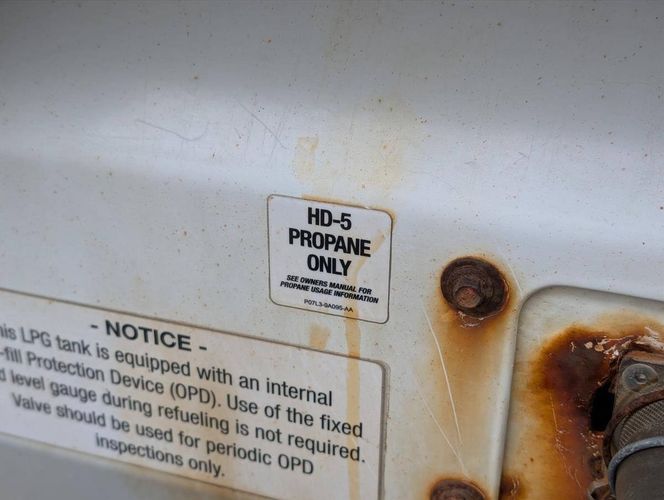 HD-5
PROPANE
ONLY
SEE OWNERS MANUAL FOR
PROPANE USAGE INFORMATION
P07L3-9A095-AA
- NOTICE -
his LPG tank is equipped with an internal
-fill Protection Device (OPD). Use of the fixed
d level gauge during refueling is not required.
Valve should be used for periodic OPD
inspections only.